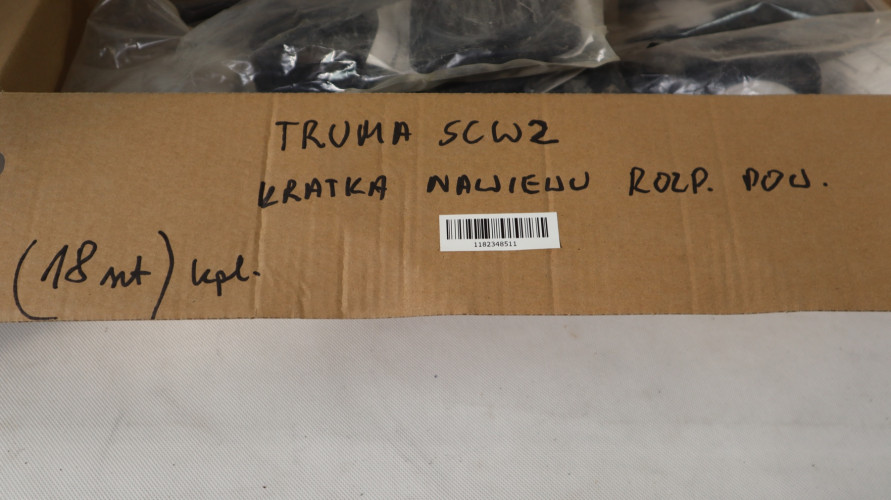 TRUMA SCW2
KRATKA NAWIEWU ROZP. POW.
1182348511
(18 szt) kpl.